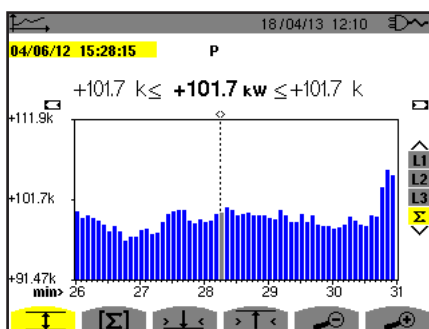 18/04/13 12:10
04/06/12 15:28:15 P
+101.7 k≤ +101.7 kW ≤+101.7 k
+111.9k
+101.7k
+91.47k
L1
L2
L3
Σ
min> 26 27 28 29 30 31
[Σ] >↓< >↑<